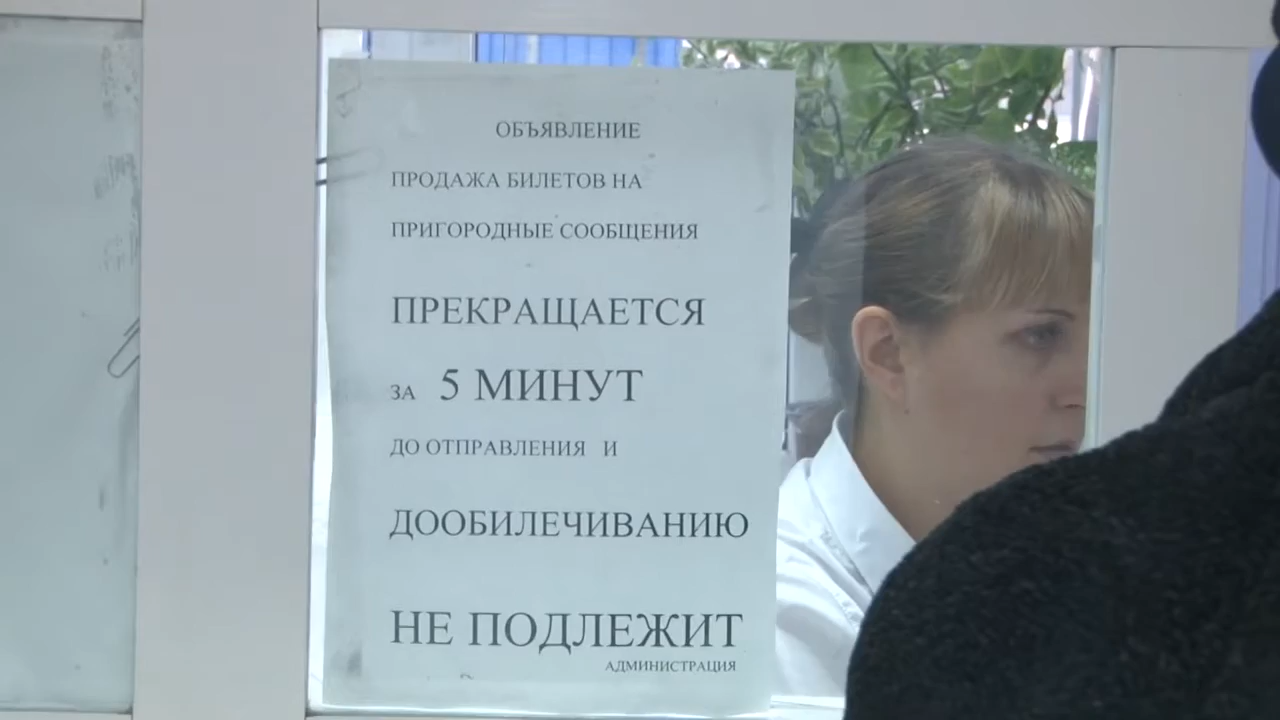 ОБЪЯВЛЕНИЕ
ПРОДАЖА БИЛЕТОВ НА
ПРИГОРОДНЫЕ СООБЩЕНИЯ
ПРЕКРАЩАЕТСЯ
ЗА 5 МИНУТ
ДО ОТПРАВЛЕНИЯ И
ДООБИЛЕЧИВАНИЮ
НЕ ПОДЛЕЖИТ
АДМИНИСТРАЦИЯ